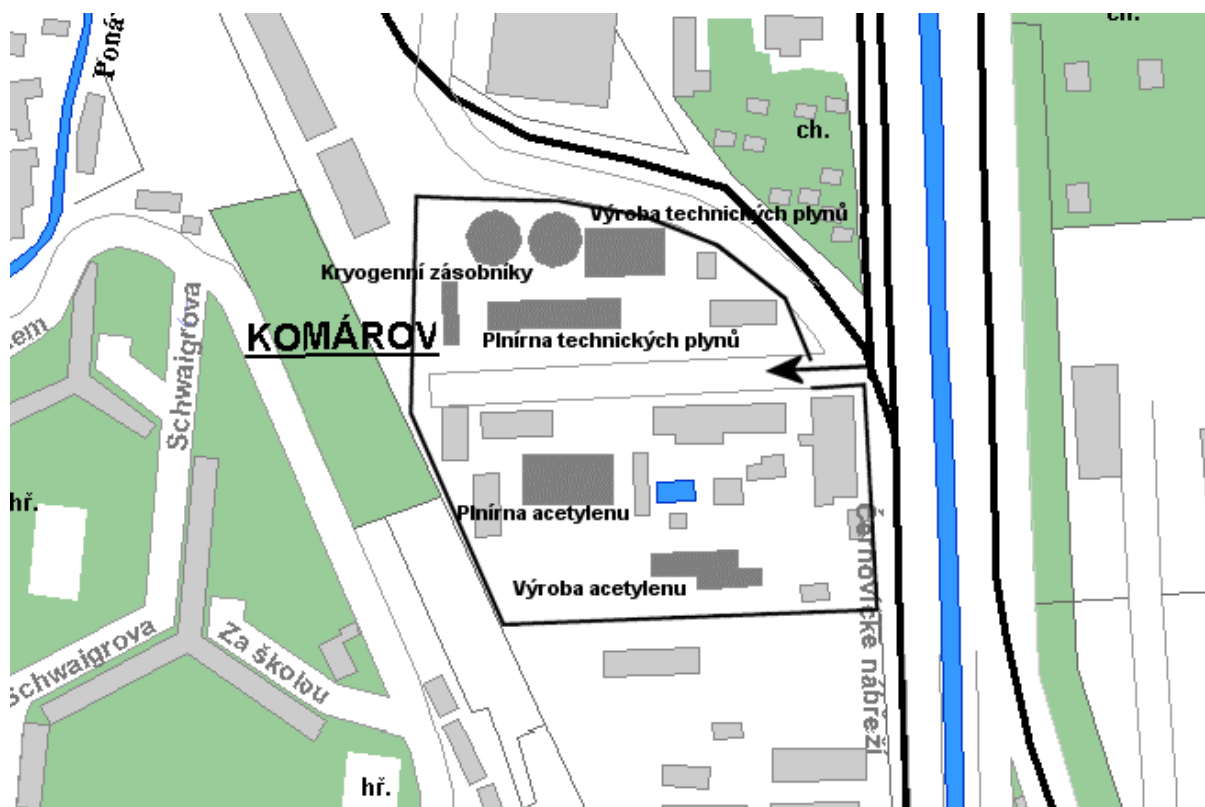 ch.
ch.
Výroba technických plynů
Kryogenní zásobníky
KOMÁROV
Plnírna technických plynů
Schwaigrova
hř.
Plnírna acetylenu
Výroba acetylenu
Černovické nábřeží
Schwaigrova
Za školou
hř.